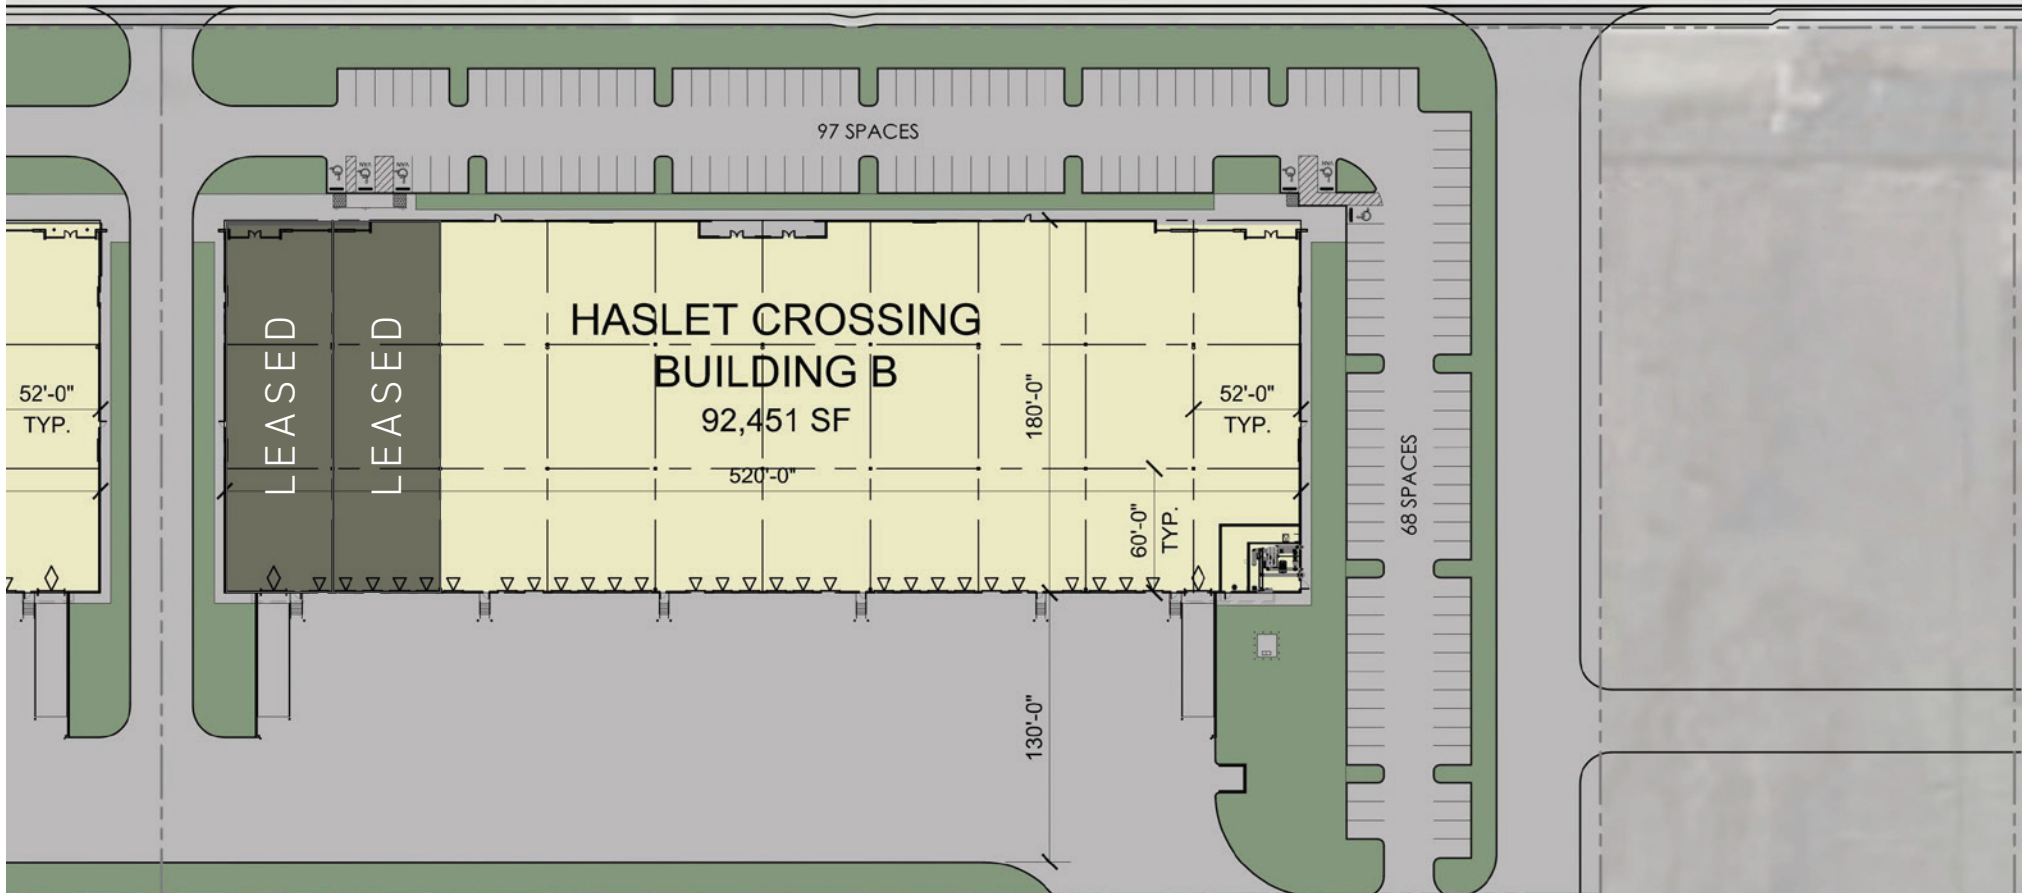 97 SPACES
HASLET CROSSING
BUILDING B
92,451 SF
LEASED
LEASED
52'-0"
TYP.
52'-0"
TYP.
180'-0"
520'-0"
60'-0"
TYP.
68 SPACES
130'-0"